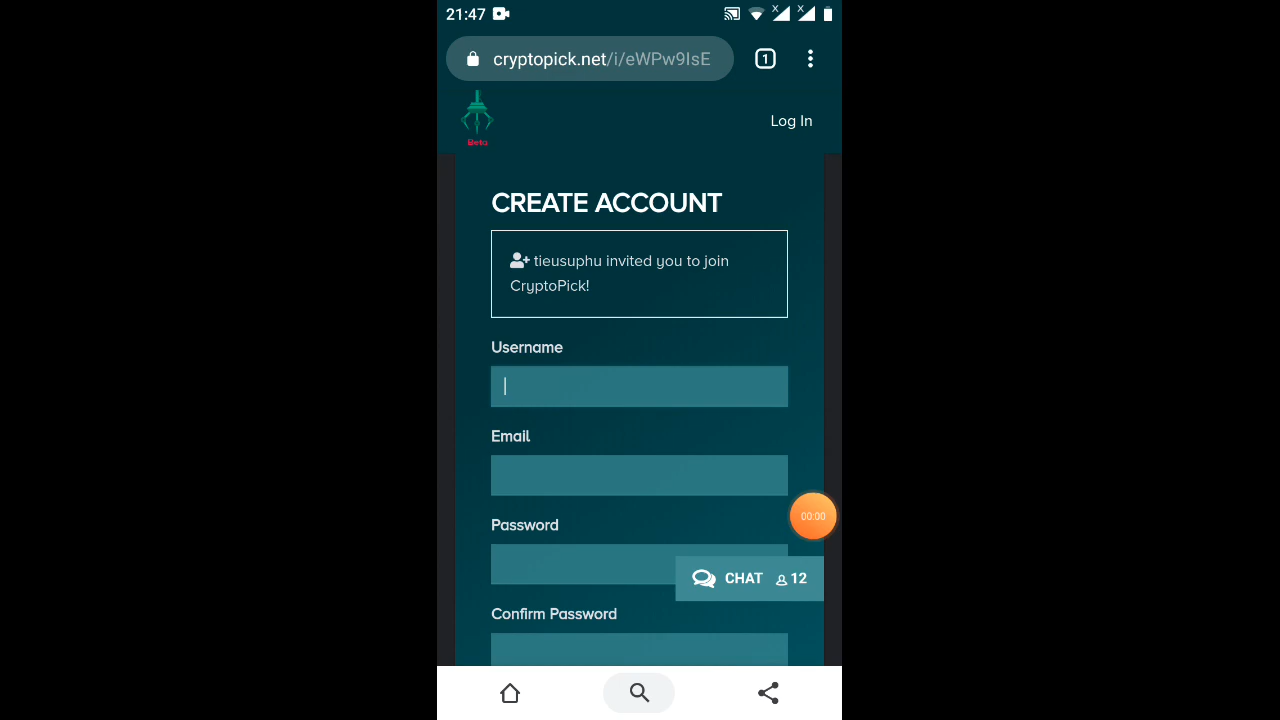 21:47
cryptopick.net/i/eWPw9IsE
1
Beta
Log In
CREATE ACCOUNT
tieusuphu invited you to join
CryptoPick!
Username
Email
00:00
Password
CHAT 12
Confirm Password